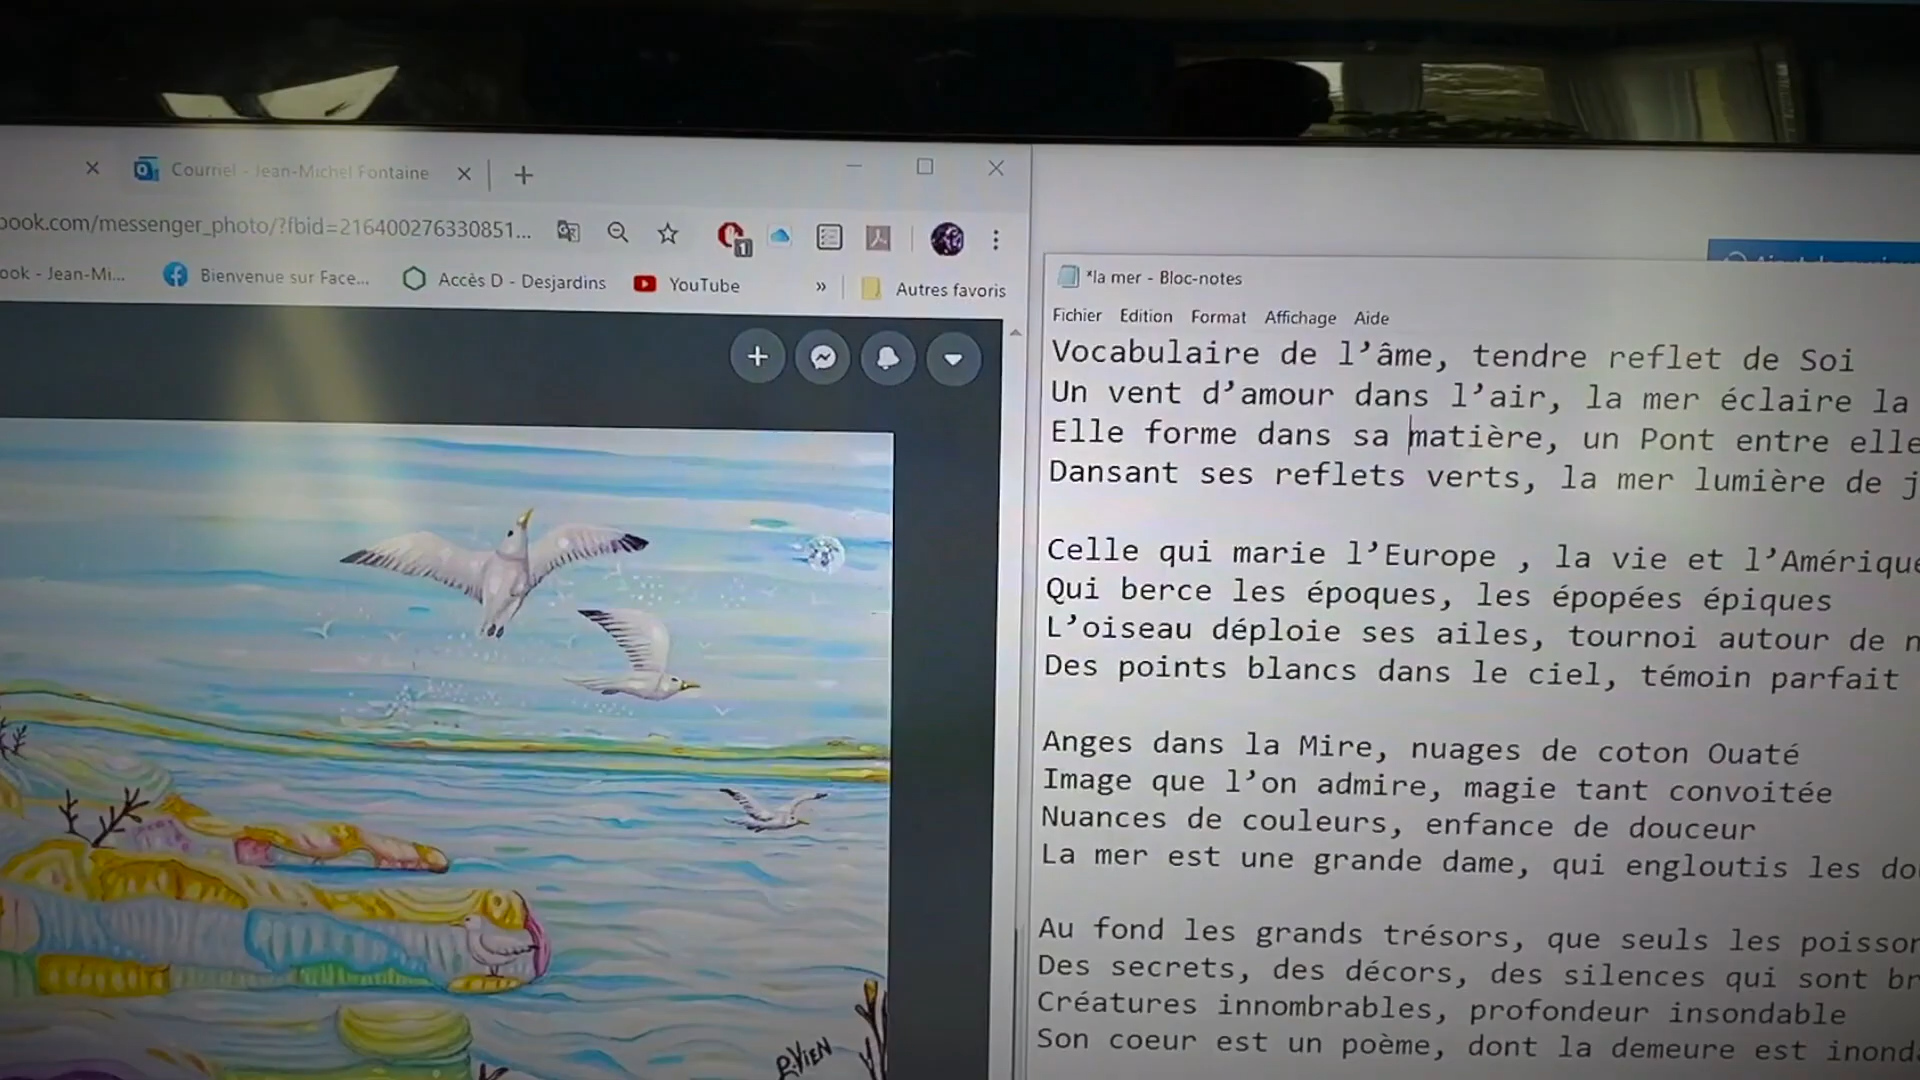 Courriel - Jean-Michel Fontaine
book.com/messenger_photo/?fbid=216400276330851...
1
ook - Jean-Mi...
Bienvenue sur Face...
Accès D - Desjardins
YouTube
»
Autres favoris
*la mer - Bloc-notes
Fichier Edition Format Affichage Aide
Vocabulaire de l’âme, tendre reflet de Soi
Un vent d’amour dans l’air, la mer éclaire la
Elle forme dans sa matière, un Pont entre elle
Dansant ses reflets verts, la mer lumière de j
Celle qui marie l’Europe , la vie et l’Amérique
Qui berce les époques, les épopées épiques
L’oiseau déploie ses ailes, tournoi autour de n
Des points blancs dans le ciel, témoin parfait
Anges dans la Mire, nuages de coton Ouaté
Image que l’on admire, magie tant convoitée
Nuances de couleurs, enfance de douceur
La mer est une grande dame, qui engloutis les do
Au fond les grands trésors, que seuls les poisson
Des secrets, des décors, des silences qui sont br
Créatures innombrables, profondeur insondable
Son coeur est un poème, dont la demeure est inond
R.VIEN